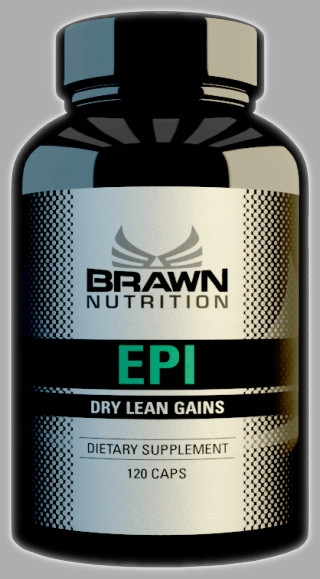 BRAWN
NUTRITION
EPI
DRY LEAN GAINS
DIETARY SUPPLEMENT
120 CAPS